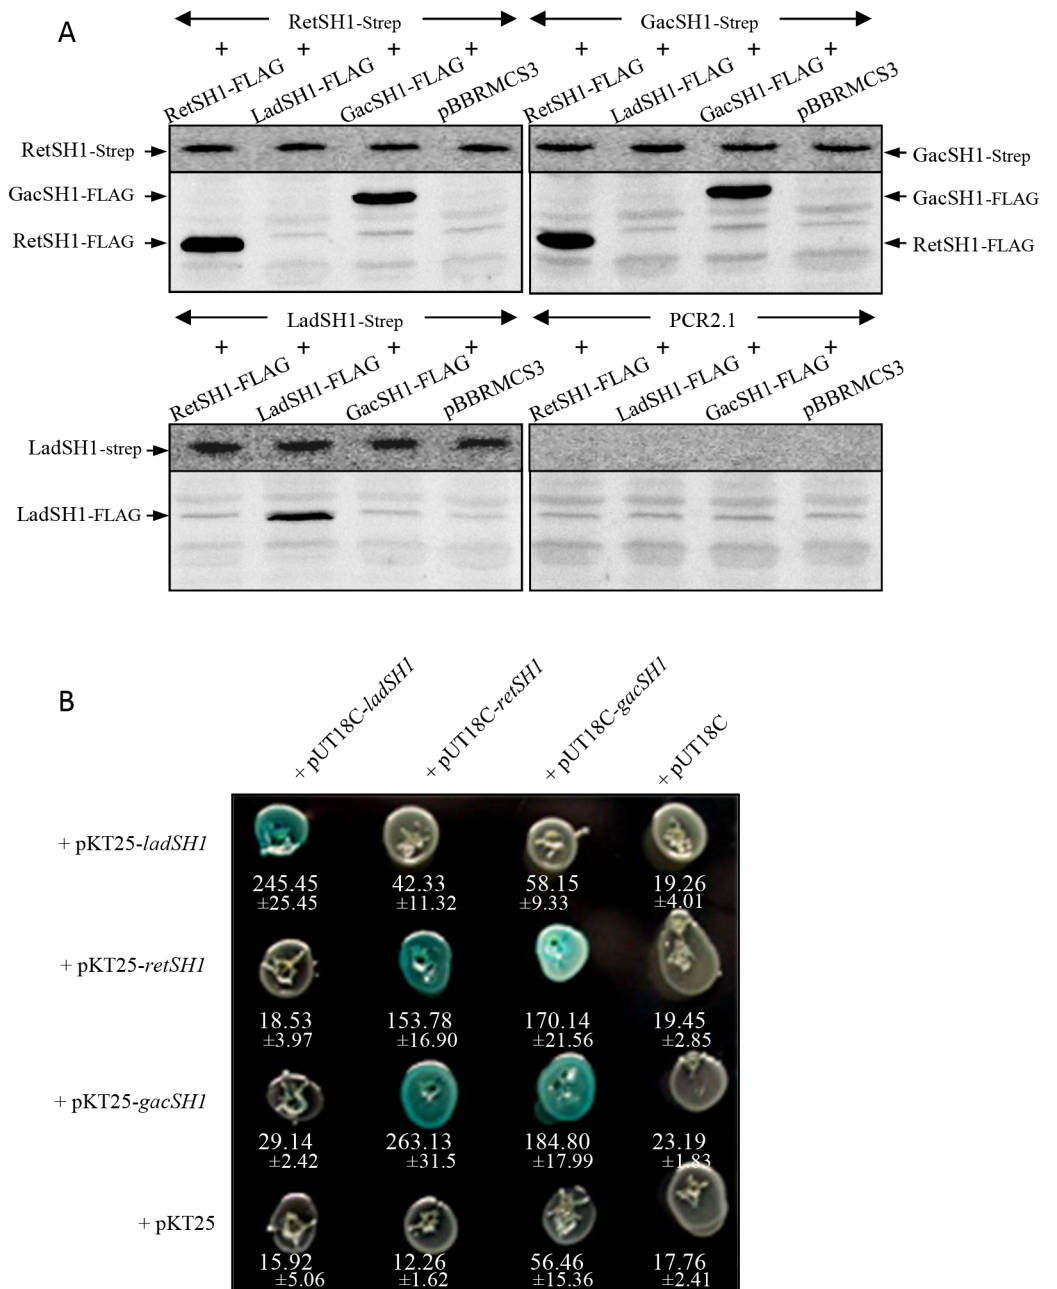 A
RetSH1-Strep
GacSH1-Strep
+ + + + + + + +
RetSH1-FLAG LadSH1-FLAG GacSH1-FLAG pBBRMCS3 RetSH1-FLAG LadSH1-FLAG GacSH1-FLAG pBBRMCS3
RetSH1-Strep
GacSH1-Strep
GacSH1-FLAG
GacSH1-FLAG
RetSH1-FLAG
RetSH1-FLAG
LadSH1-Strep
PCR2.1
+ + + + + + + +
RetSH1-FLAG LadSH1-FLAG GacSH1-FLAG pBBRMCS3 RetSH1-FLAG LadSH1-FLAG GacSH1-FLAG pBBRMCS3
LadSH1-strep
LadSH1-FLAG
B
+ pUT18C-ladSH1 + pUT18C-retSH1 + pUT18C-gacSH1 + pUT18C
+ pKT25-ladSH1
245.45 42.33 58.15 19.26
±25.45 ±11.32 ±9.33 ±4.01
+ pKT25-retSH1
18.53 153.78 170.14 19.45
±3.97 ±16.90 ±21.56 ±2.85
+ pKT25-gacSH1
29.14 263.13 184.80 23.19
±2.42 ±31.5 ±17.99 ±1.83
+ pKT25
15.92 12.26 56.46 17.76
±5.06 ±1.62 ±15.36 ±2.41